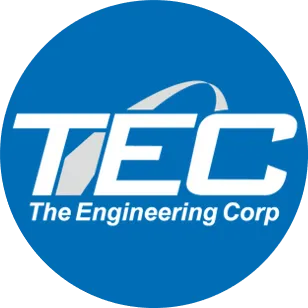 TEC
The Engineering Corp